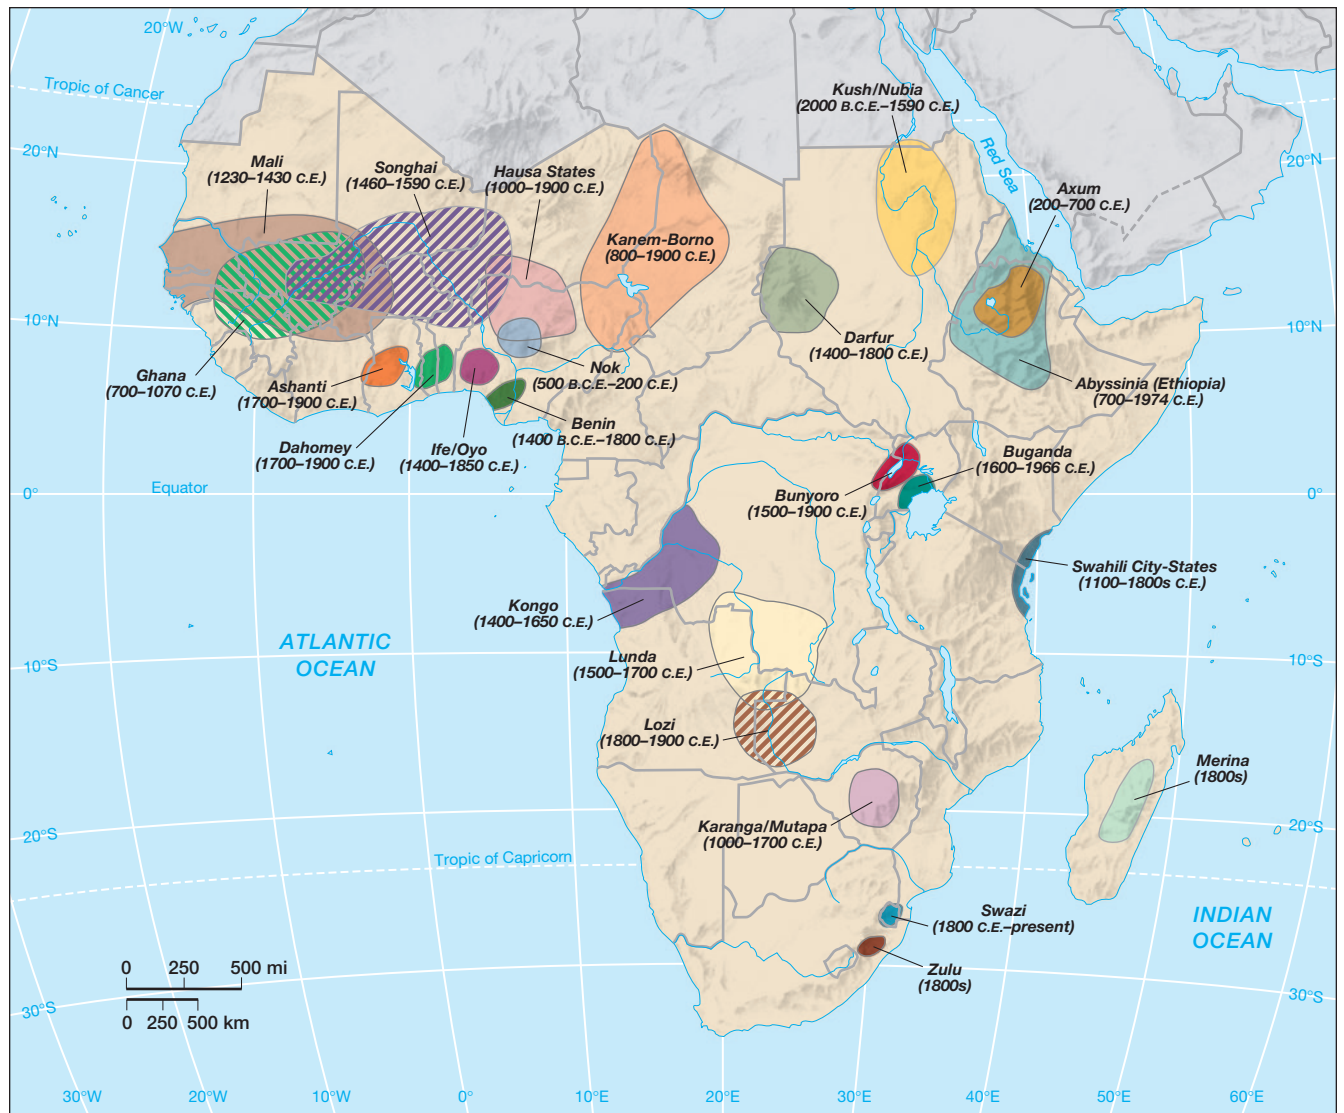 20°W
Tropic of Cancer
20°N
20°N
Kush/Nubia
(2000 B.C.E.–1590 C.E.)
Red Sea
Mali
(1230–1430 C.E.)
Songhai
(1460–1590 C.E.)
Hausa States
(1000–1900 C.E.)
Axum
(200–700 C.E.)
Kanem-Borno
(800–1900 C.E.)
10°N
10°N
Darfur
(1400–1800 C.E.)
Ghana
(700–1070 C.E.)
Ashanti
(1700–1900 C.E.)
Nok
(500 B.C.E.–200 C.E.)
Abyssinia (Ethiopia)
(700–1974 C.E.)
Dahomey
(1700–1900 C.E.)
Ife/Oyo
(1400–1850 C.E.)
Benin
(1400 B.C.E.–1800 C.E.)
Buganda
(1600–1966 C.E.)
0°
Equator
Bunyoro
(1500–1900 C.E.)
0°
Swahili City-States
(1100–1800s C.E.)
Kongo
(1400–1650 C.E.)
ATLANTIC
OCEAN
10°S
Lunda
(1500–1700 C.E.)
10°S
Lozi
(1800–1900 C.E.)
Merina
(1800s)
Karanga/Mutapa
(1000–1700 C.E.)
20°S
20°S
Tropic of Capricorn
Swazi
(1800 C.E.–present)
INDIAN
OCEAN
Zulu
(1800s)
0 250 500 mi
0 250 500 km
30°S
30°S
30°W 20°W 10°W 0° 10°E 20°E 30°E 40°E 50°E 60°E